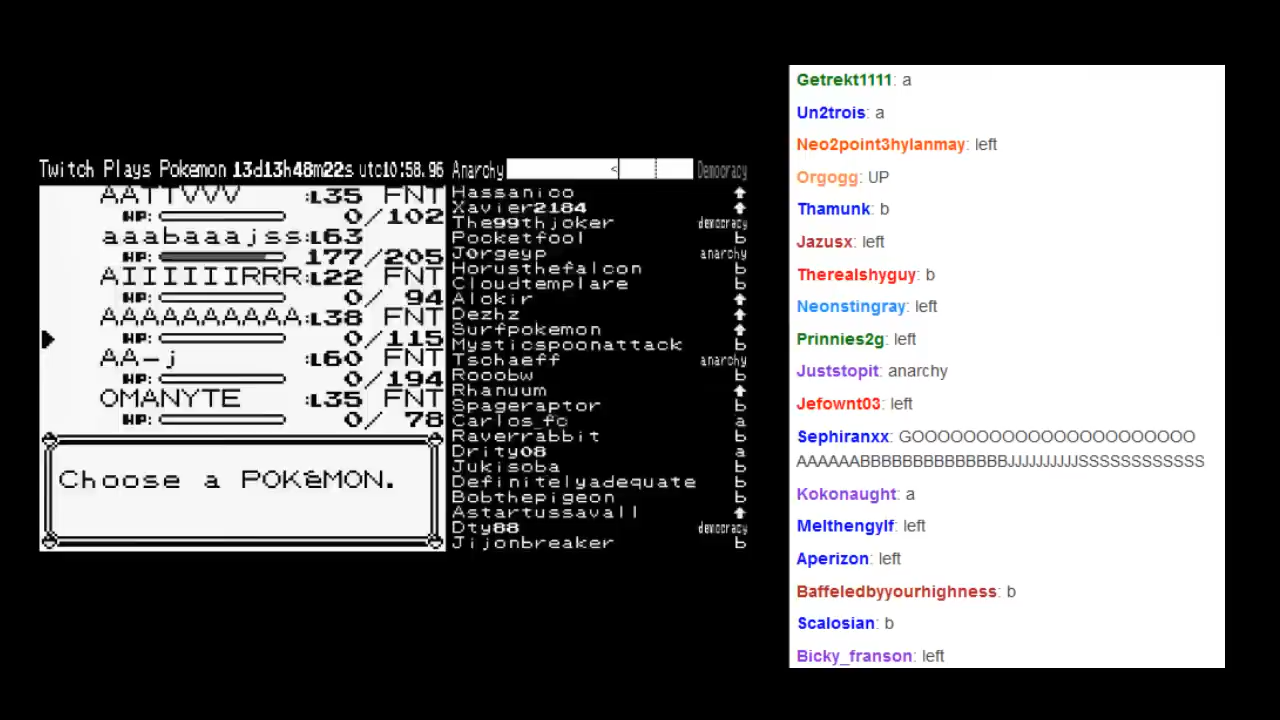 Twitch Plays Pokemon 13d13h48m22s utc10:58.96
AATTVVV :L35 FNT
HP: 0/102
aaabaaajss:L63
HP: 177/205
AIIIIIIRRR:L22 FNT
HP: 0/ 94
AAAAAAAAAA:L38 FNT
HP: 0/115
AA-j :L60 FNT
HP: 0/194
OMANYTE :L35 FNT
HP: 0/ 78
Choose a POKéMON.
Anarchy < Democracy
Hassanico ⬆
Xavier2184 ⬆
The99thjoker democracy
Pocketfool b
Jorgeyp anarchy
Horusthefalcon b
Cloudtemplare b
Alokir ⬆
Dezhz ⬆
Surfpokemon ⬆
Mysticspoonattack b
Tschaeff anarchy
Rooobw b
Rhanuum ⬆
Spageraptor b
Carlos_fc a
Raverrabbit b
Drity08 a
Jukisoba b
Definitelyadequate b
Bobthepigeon b
Astartussavall ⬆
Dty88 democracy
Jijonbreaker b
Getrekt1111: a
Un2trois: a
Neo2point3hylanmay: left
Orgogg: UP
Thamunk: b
Jazusx: left
Therealshyguy: b
Neonstingray: left
Prinnies2g: left
Juststopit: anarchy
Jefownt03: left
Sephiranxx: GOOOOOOOOOOOOOOOOOOOOOOO
AAAAAABBBBBBBBBBBBBBJJJJJJJJJJSSSSSSSSSSSS
Kokonaught: a
Melthengylf: left
Aperizon: left
Baffeledbyyourhighness: b
Scalosian: b
Bicky_franson: left